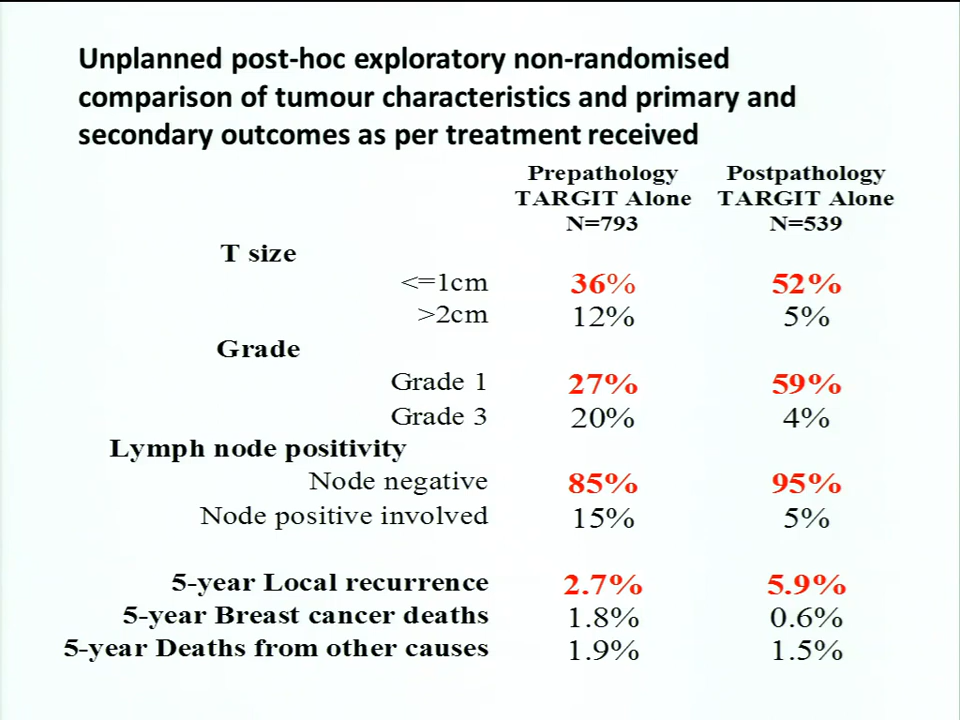 Unplanned post-hoc exploratory non-randomised
comparison of tumour characteristics and primary and
secondary outcomes as per treatment received
Prepathology Postpathology
TARGIT Alone TARGIT Alone
N=793 N=539
T size
<=1cm 36% 52%
>2cm 12% 5%
Grade
Grade 1 27% 59%
Grade 3 20% 4%
Lymph node positivity
Node negative 85% 95%
Node positive involved 15% 5%
5-year Local recurrence 2.7% 5.9%
5-year Breast cancer deaths 1.8% 0.6%
5-year Deaths from other causes 1.9% 1.5%